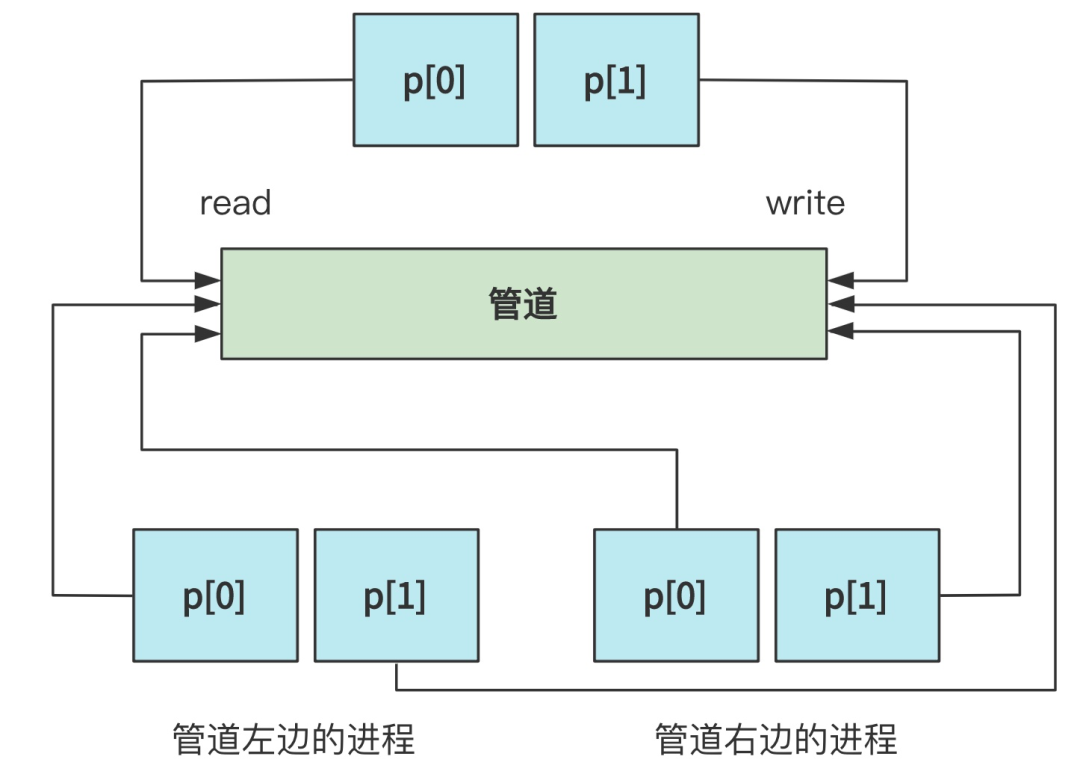 p[0] p[1]
read write
管道
p[0] p[1] p[0] p[1]
管道左边的进程 管道右边的进程